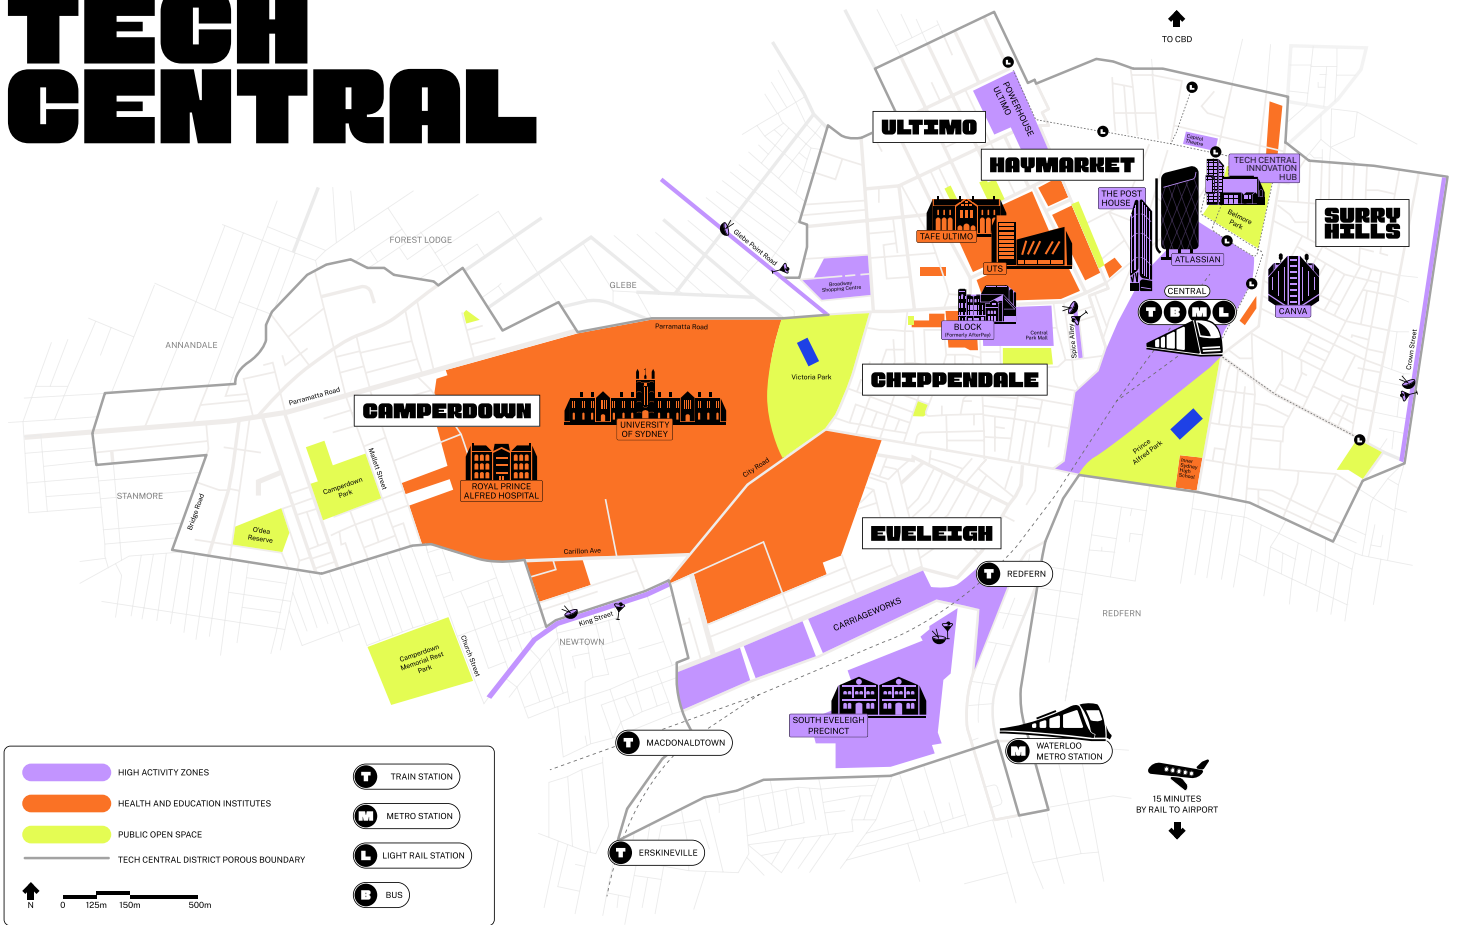 TECH
CENTRAL
TO CBD
L
L
L
POWERHOUSE
ULTIMO
ULTIMO
HAYMARKET
Capitol
Theatre
L
TECH CENTRAL
INNOVATION
HUB
THE POST
HOUSE
SURRY
HILLS
Belmore
Park
TAFE ULTIMO
FOREST LODGE
Glebe Point Road
L
ATLASSIAN
UTS
GLEBE
Broadway
Shopping Centre
L
CENTRAL
T B M L
CANVA
BLOCK
(Formerly AfterPay)
Central
Park Mall
Spice Alley
Crown Street
Parramatta Road
ANNANDALE
Victoria Park
CHIPPENDALE
Parramatta Road
CAMPERDOWN
UNIVERSITY
OF SYDNEY
L
Prince
Alfred Park
Inner
Sydney
High
School
City Road
Mallett Street
ROYAL PRINCE
ALFRED HOSPITAL
Camperdown
Park
STANMORE
Bridge Road
O'dea
Reserve
EVELEIGH
Carillon Ave
T REDFERN
CARRIAGEWORKS
REDFERN
King Street
NEWTOWN
Church Street
Camperdown
Memorial Rest
Park
SOUTH EVELEIGH
PRECINCT
T MACDONALDTOWN
M WATERLOO
METRO STATION
15 MINUTES
BY RAIL TO AIRPORT
T ERSKINEVILLE
HIGH ACTIVITY ZONES
HEALTH AND EDUCATION INSTITUTES
PUBLIC OPEN SPACE
TECH CENTRAL DISTRICT POROUS BOUNDARY
N
0 125m 150m 500m
T TRAIN STATION
M METRO STATION
L LIGHT RAIL STATION
B BUS